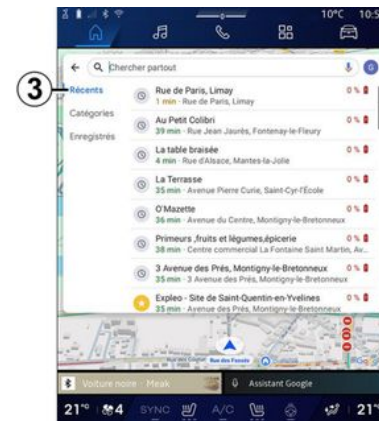 10°C 10:5
Chercher partout
G
3
Récents
Catégories
Enregistrés
Rue de Paris, Limay
0 %
1 min · Rue de Paris, Limay
Au Petit Colibri
0 %
39 min · Rue Jean Jaurès, Fontenay-le-Fleury
La table braisée
0 %
4 min · Rue d'Alsace, Mantes-la-Jolie
La Terrasse
0 %
35 min · Avenue Pierre Curie, Saint-Cyr-l'École
O'Mazette
0 %
36 min · Avenue du Centre, Montigny-le-Bretonneux
Primeurs ,fruits et légumes,épicerie
0 %
38 min · Centre commercial La Fontaine Saint Martin, Av...
3 Avenue des Prés, Montigny-le-Bretonneux
0 %
35 min · 3 Avenue des Prés, Montigny-le-Bretonneux
Expleo - Site de Saint-Quentin-en-Yvelines
0 %
35 min · Avenue des Prés, Montigny-le-Bretonneux
Rue des Fossés
Voiture noire · Meak
Assistant Google
21°° 4 SYNC A/C 21°